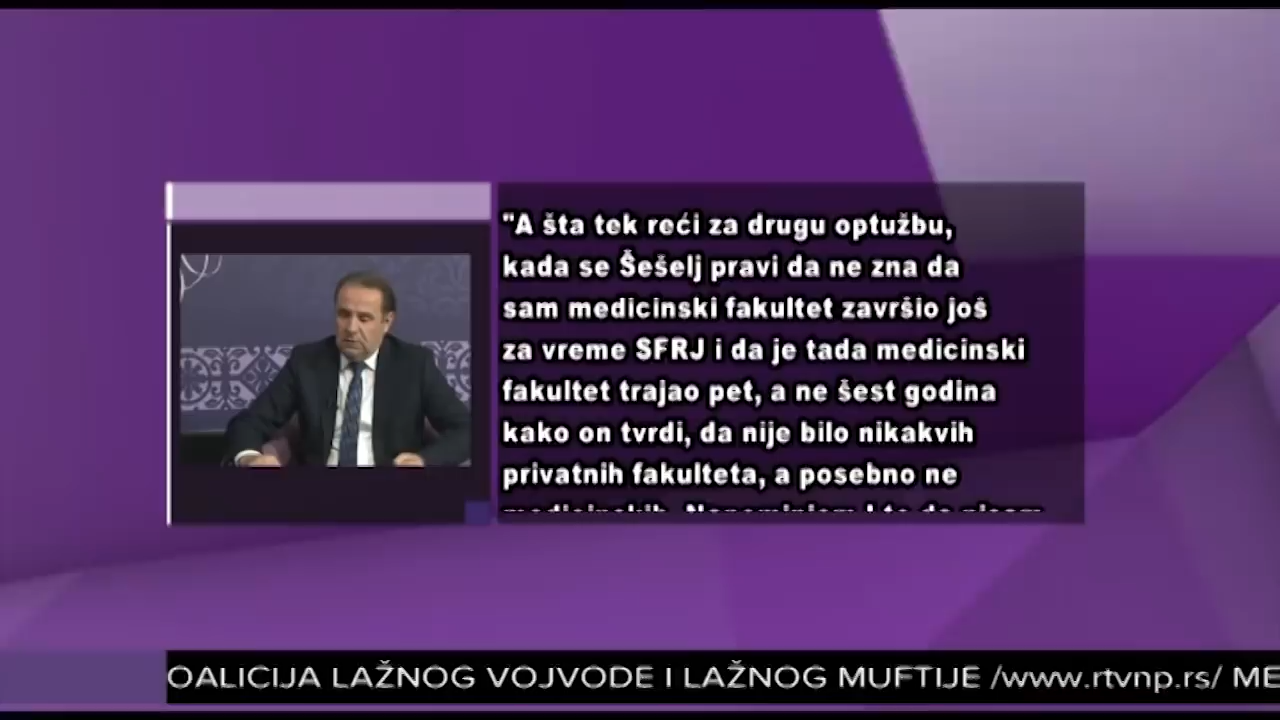 "A šta tek reći za drugu optužbu,
kada se Šešelj pravi da ne zna da
sam medicinski fakultet završio još
za vreme SFRJ i da je tada medicinski
fakultet trajao pet, a ne šest godina
kako on tvrdi, da nije bilo nikakvih
privatnih fakulteta, a posebno ne
OALICIJA LAŽNOG VOJVODE I LAŽNOG MUFTIJE /www.rtvnp.rs/ ME